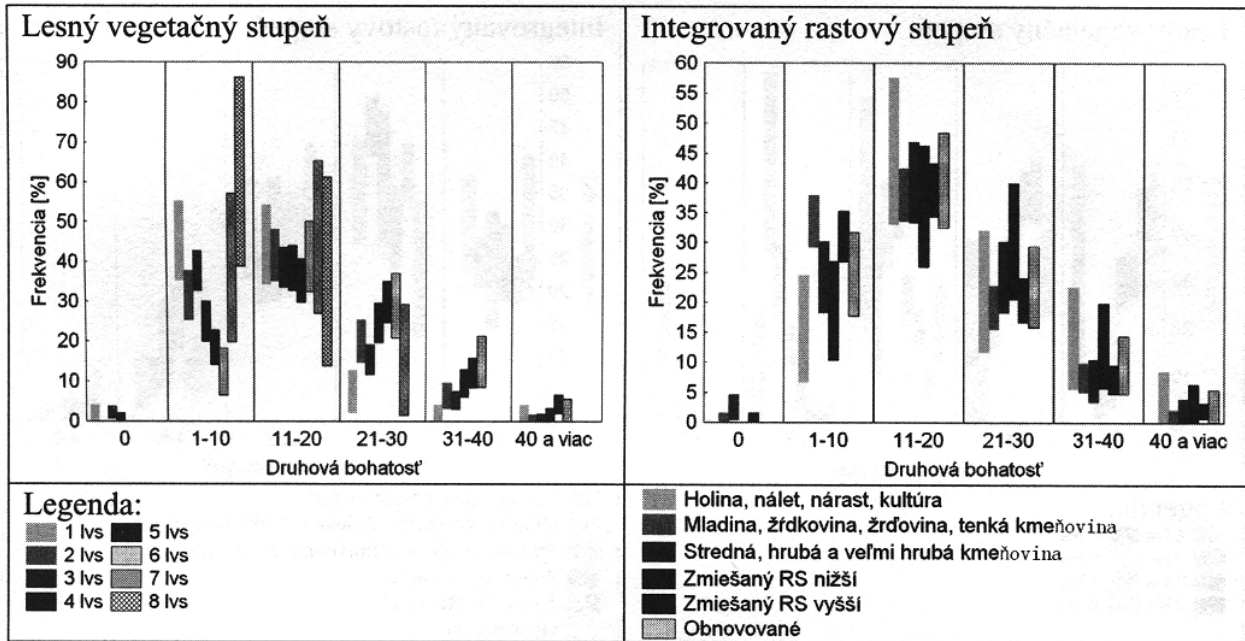 Lesný vegetačný stupeň
90
80
70
60
50
40
30
20
10
0
Frekvencia [%]
0 1-10 11-20 21-30 31-40 40 a viac
Druhová bohatosť
Integrovaný rastový stupeň
60
55
50
45
40
35
30
25
20
15
10
5
0
Frekvencia [%]
0 1-10 11-20 21-30 31-40 40 a viac
Druhová bohatosť
Legenda:
1 lvs 5 lvs
2 lvs 6 lvs
3 lvs 7 lvs
4 lvs 8 lvs
Holina, nálet, nárast, kultúra
Mladina, žŕdkovina, žrďovina, tenká kmeňovina
Stredná, hrubá a veľmi hrubá kmeňovina
Zmiešaný RS nižší
Zmiešaný RS vyšší
Obnovované